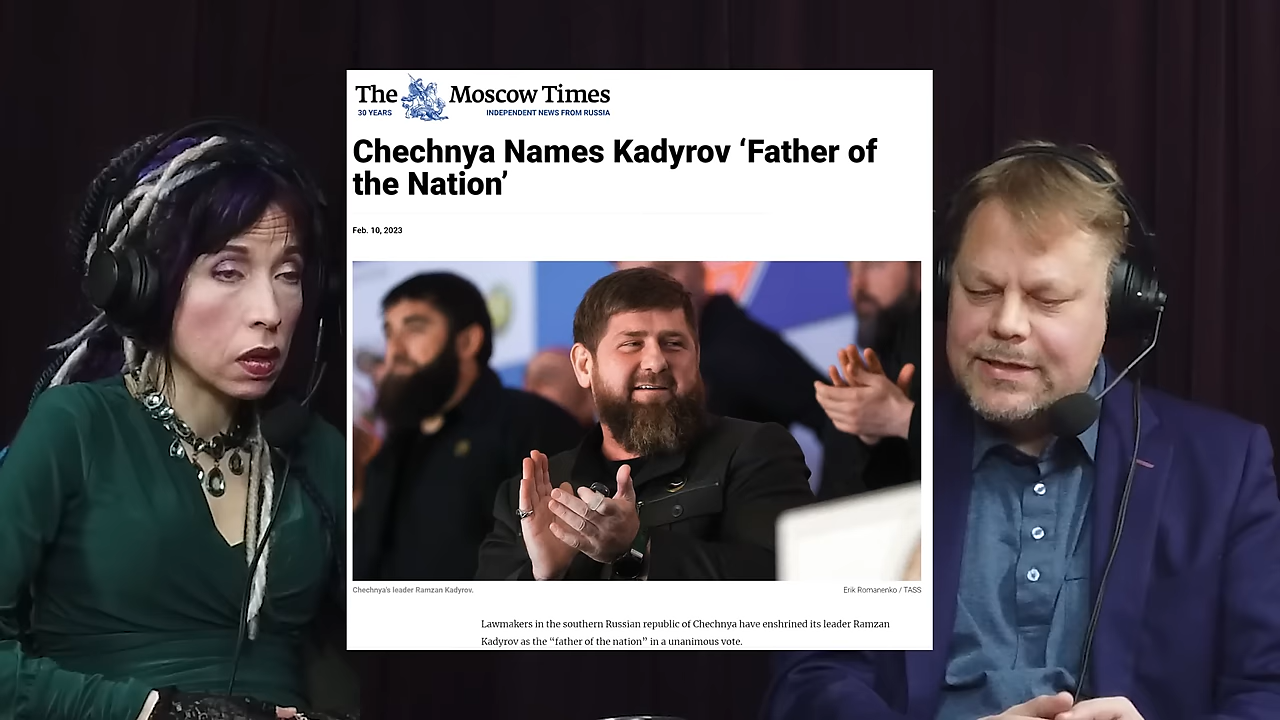 The Moscow Times
30 YEARS INDEPENDENT NEWS FROM RUSSIA
Chechnya Names Kadyrov ‘Father of
the Nation’
Feb. 10, 2023
Chechnya's leader Ramzan Kadyrov. Erik Romanenko / TASS
Lawmakers in the southern Russian republic of Chechnya have enshrined its leader Ramzan
Kadyrov as the “father of the nation” in a unanimous vote.